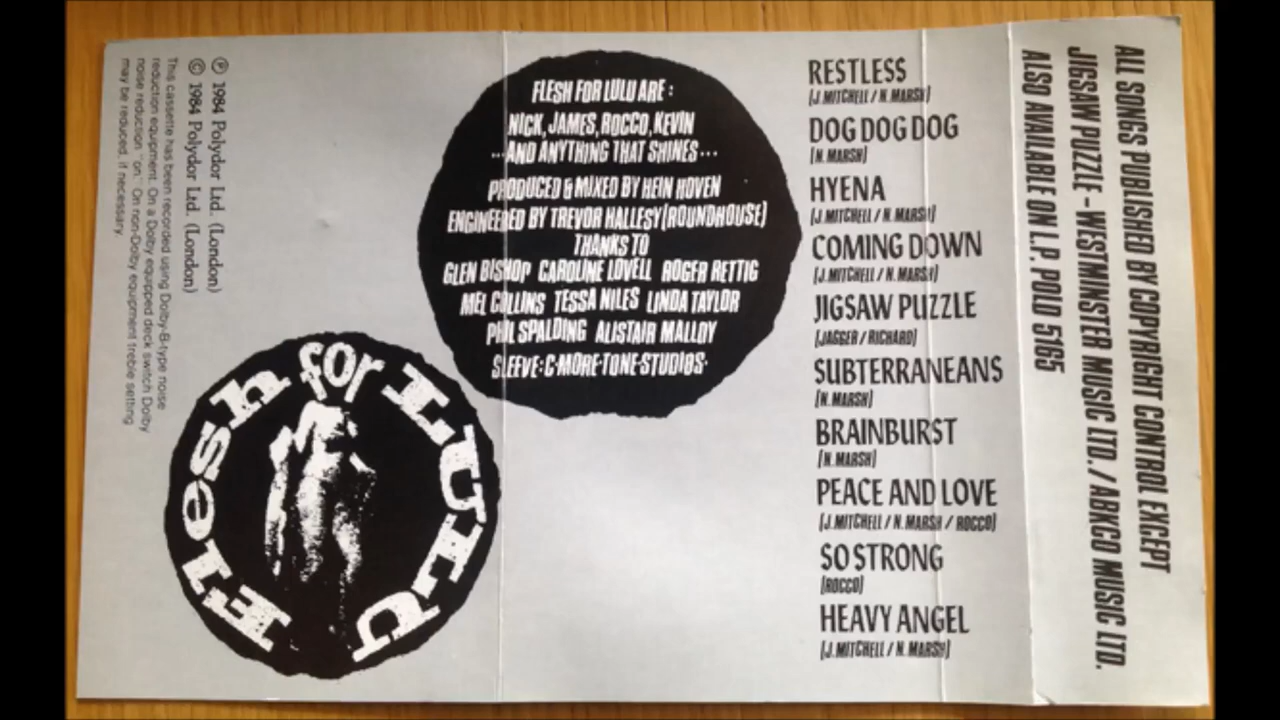 ℗ 1984 Polydor Ltd. (London)
© 1984 Polydor Ltd. (London)
This cassette has been recorded using Dolby-B-type noise
reduction equipment. On a Dolby equipped deck switch Dolby
noise reduction 'on'. On non-Dolby equipment treble setting
may be reduced, if necessary.
Flesh for LULU
FLESH FOR LULU ARE :
NICK, JAMES, ROCCO, KEVIN
...AND ANYTHING THAT SHINES...
PRODUCED & MIXED BY HEIN HOVEN
ENGINEERED BY TREVOR HALLESY (ROUNDHOUSE)
THANKS TO
GLEN BISHOP CAROLINE LOVELL ROGER RETTIG
MEL COLLINS TESSA NILES LINDA TAYLOR
PHIL SPALDING ALISTAIR MALLOY
SLEEVE:C·MORE·TONE·STUDIOS·
RESTLESS
(J. MITCHELL / N. MARSH)
DOG DOG DOG
(N. MARSH)
HYENA
(J. MITCHELL / N. MARSH)
COMING DOWN
(J. MITCHELL / N. MARSH)
JIGSAW PUZZLE
(JAGGER / RICHARD)
SUBTERRANEANS
(N. MARSH)
BRAINBURST
(N. MARSH)
PEACE AND LOVE
(J. MITCHELL / N. MARSH / ROCCO)
SO STRONG
(ROCCO)
HEAVY ANGEL
(J. MITCHELL / N. MARSH)
ALL SONGS PUBLISHED BY COPYRIGHT CONTROL EXCEPT
JIGSAW PUZZLE - WESTMINSTER MUSIC LTD. / ABKCO MUSIC LTD.
ALSO AVAILABLE ON L.P. POLD 5165